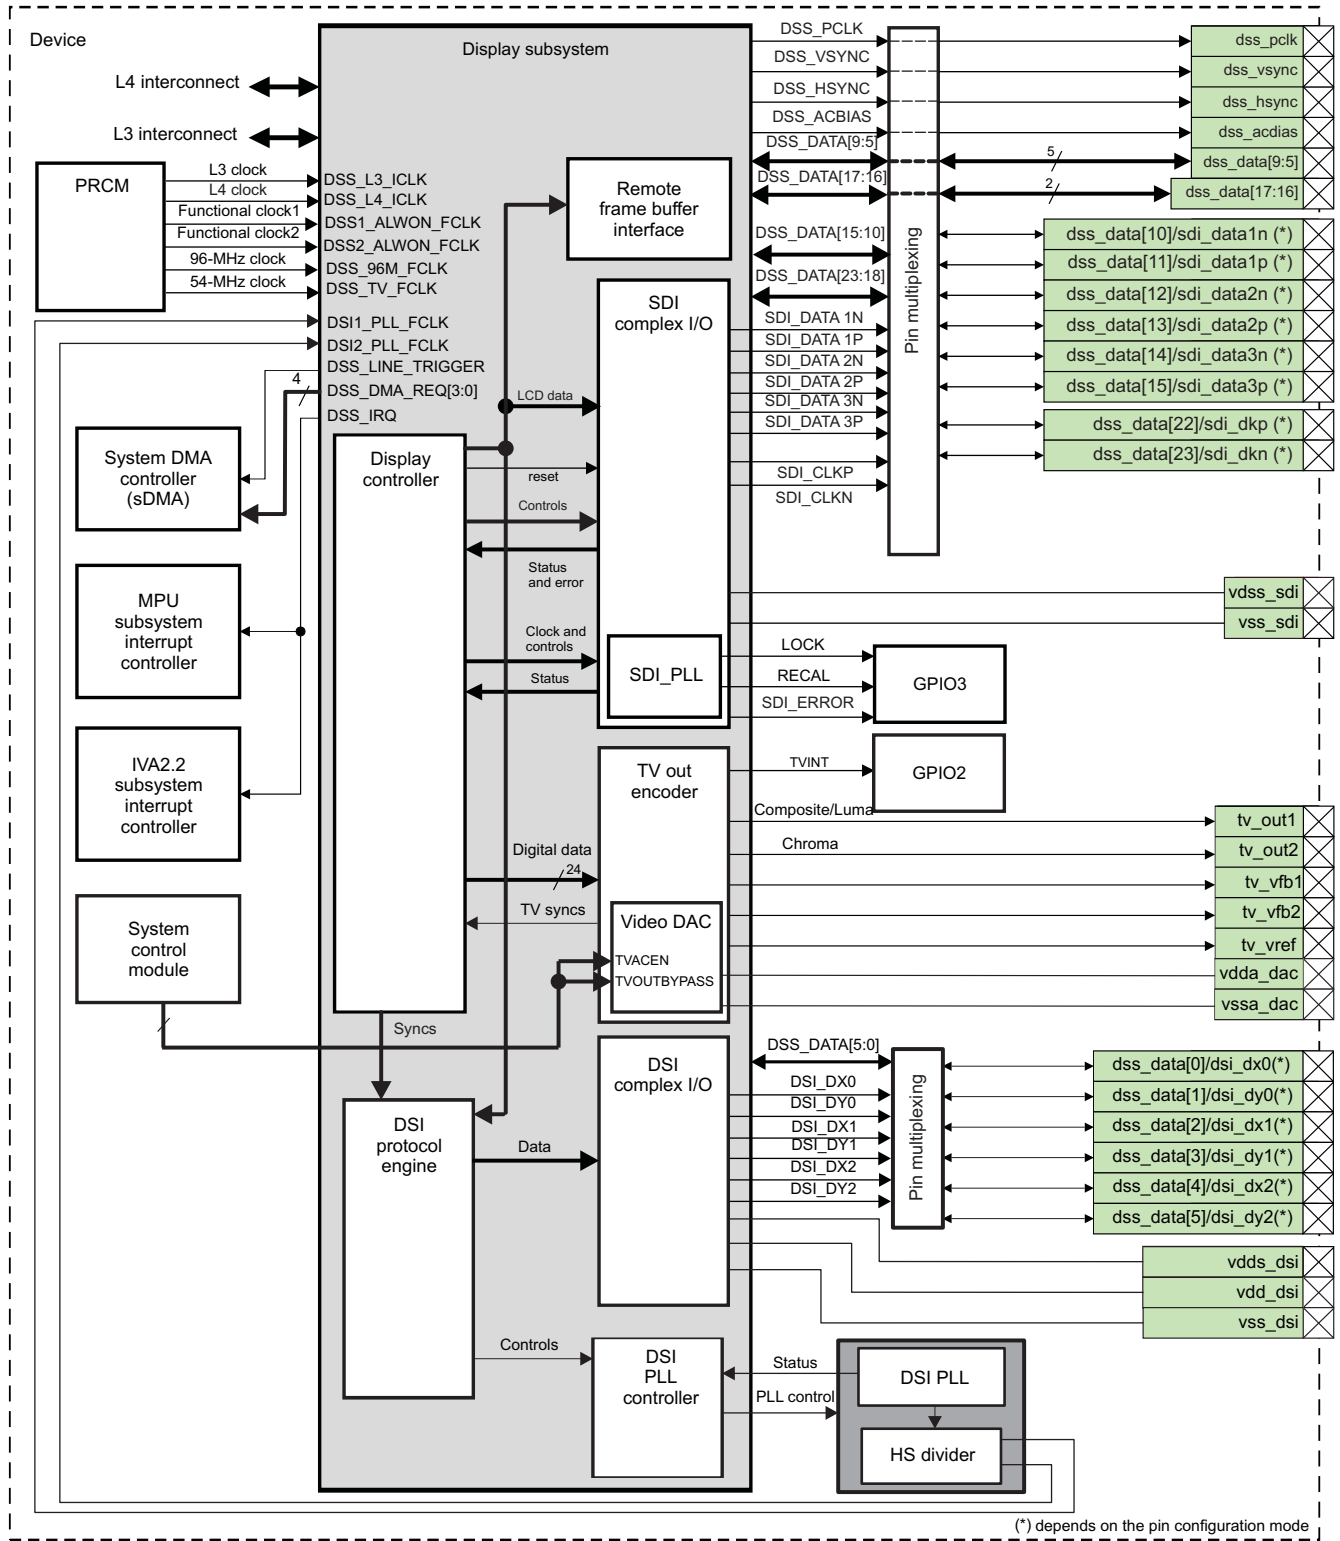 Device
Display subsystem
L4 interconnect
L3 interconnect
PRCM
L3 clock
L4 clock
Functional clock1
Functional clock2
96-MHz clock
54-MHz clock
DSS_L3_ICLK
DSS_L4_ICLK
DSS1_ALWON_FCLK
DSS2_ALWON_FCLK
DSS_96M_FCLK
DSS_TV_FCLK
DSI1_PLL_FCLK
DSI2_PLL_FCLK
DSS_LINE_TRIGGER
DSS_DMA_REQ[3:0]
4
DSS_IRQ
System DMA
controller
(sDMA)
MPU
subsystem
interrupt
controller
IVA2.2
subsystem
interrupt
controller
System
control
module
Display
controller
Remote
frame buffer
interface
SDI
complex I/O
LCD data
reset
Controls
Status
and error
Clock and
controls
Status
SDI_PLL
TV out
encoder
Digital data
24
TV syncs
Video DAC
TVACEN
TVOUTBYPASS
Syncs
DSI
protocol
engine
Data
DSI
complex I/O
Controls
DSI
PLL
controller
DSS_PCLK
DSS_VSYNC
DSS_HSYNC
DSS_ACBIAS
DSS_DATA[9:5]
DSS_DATA[17:16]
DSS_DATA[15:10]
DSS_DATA[23:18]
SDI_DATA 1N
SDI_DATA 1P
SDI_DATA 2N
SDI_DATA 2P
SDI_DATA 3N
SDI_DATA 3P
SDI_CLKP
SDI_CLKN
Pin multiplexing
5
2
dss_pclk
dss_vsync
dss_hsync
dss_acdias
dss_data[9:5]
dss_data[17:16]
dss_data[10]/sdi_data1n (*)
dss_data[11]/sdi_data1p (*)
dss_data[12]/sdi_data2n (*)
dss_data[13]/sdi_data2p (*)
dss_data[14]/sdi_data3n (*)
dss_data[15]/sdi_data3p (*)
dss_data[22]/sdi_dkp (*)
dss_data[23]/sdi_dkn (*)
vdss_sdi
vss_sdi
LOCK
RECAL
SDI_ERROR
GPIO3
TVINT
GPIO2
Composite/Luma
Chroma
tv_out1
tv_out2
tv_vfb1
tv_vfb2
tv_vref
vdda_dac
vssa_dac
DSS_DATA[5:0]
DSI_DX0
DSI_DY0
DSI_DX1
DSI_DY1
DSI_DX2
DSI_DY2
Pin multiplexing
dss_data[0]/dsi_dx0(*)
dss_data[1]/dsi_dy0(*)
dss_data[2]/dsi_dx1(*)
dss_data[3]/dsi_dy1(*)
dss_data[4]/dsi_dx2(*)
dss_data[5]/dsi_dy2(*)
vdds_dsi
vdd_dsi
vss_dsi
Status
PLL control
DSI PLL
HS divider
(*) depends on the pin configuration mode